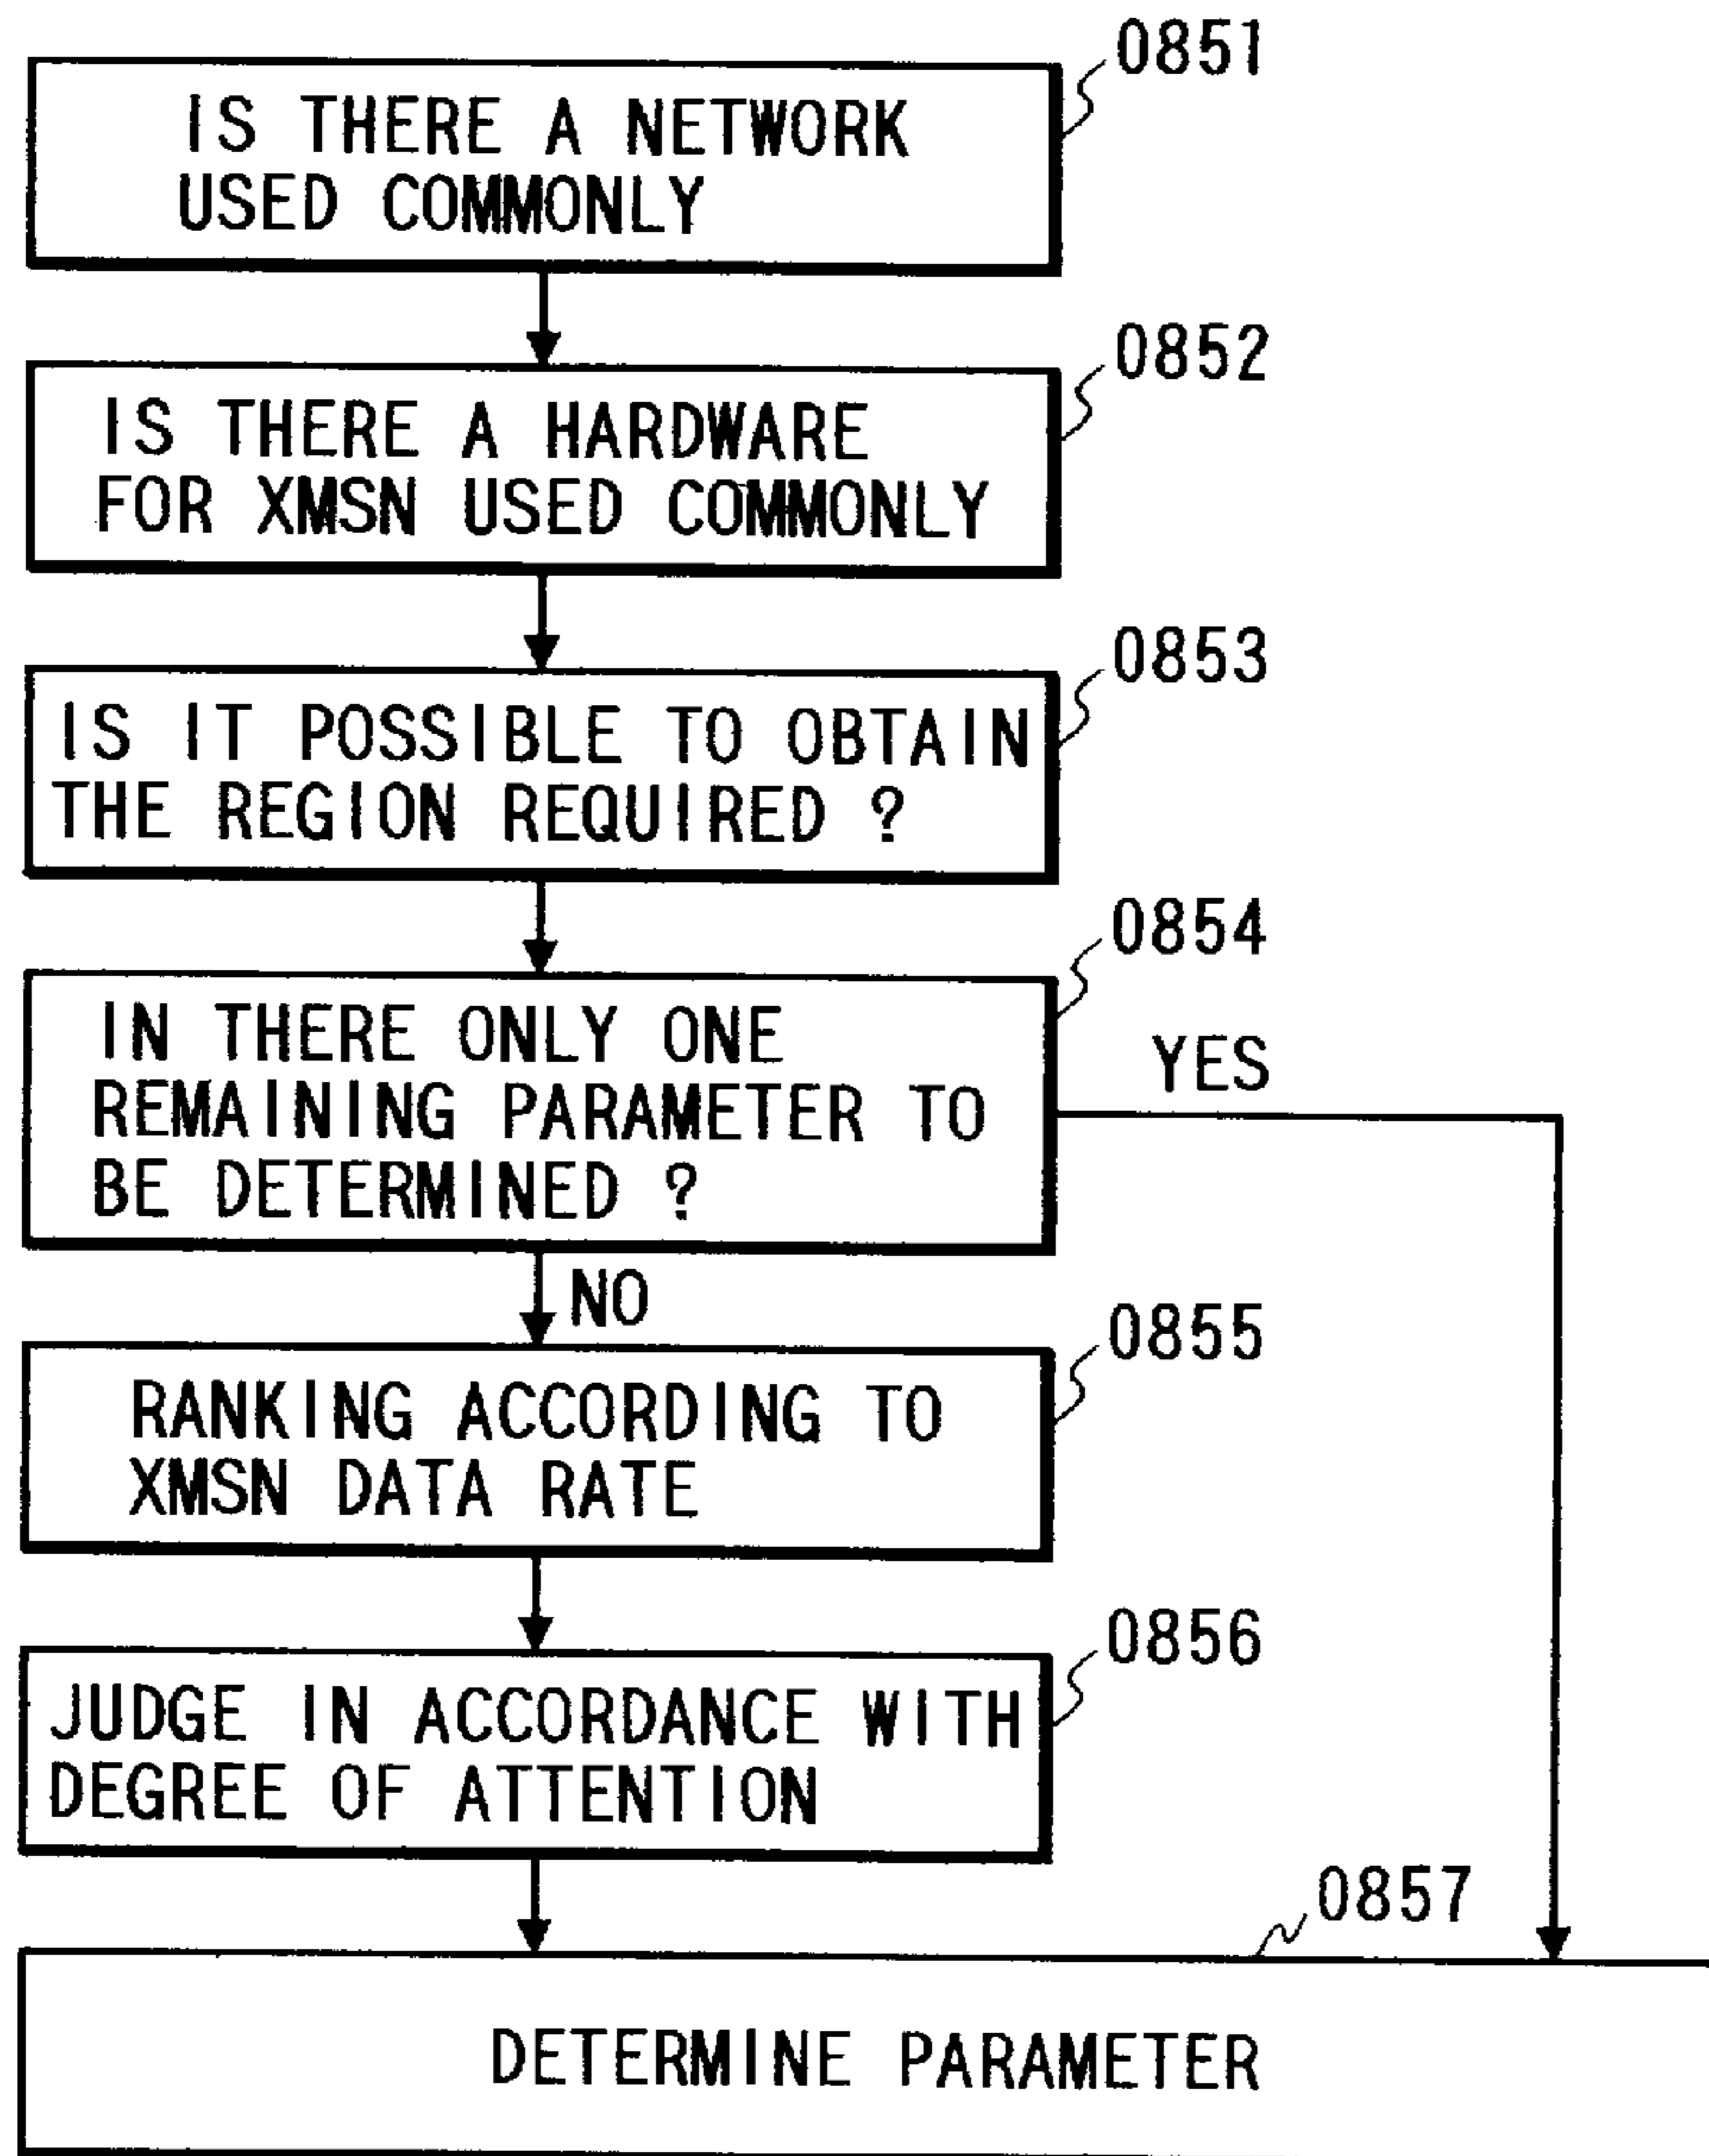 0851
IS THERE A NETWORK
USED COMMONLY
0852
IS THERE A HARDWARE
FOR XMSN USED COMMONLY
0853
IS IT POSSIBLE TO OBTAIN
THE REGION REQUIRED ?
0854
IN THERE ONLY ONE
REMAINING PARAMETER TO
BE DETERMINED ?
YES
NO
0855
RANKING ACCORDING TO
XMSN DATA RATE
0856
JUDGE IN ACCORDANCE WITH
DEGREE OF ATTENTION
0857
DETERMINE PARAMETER